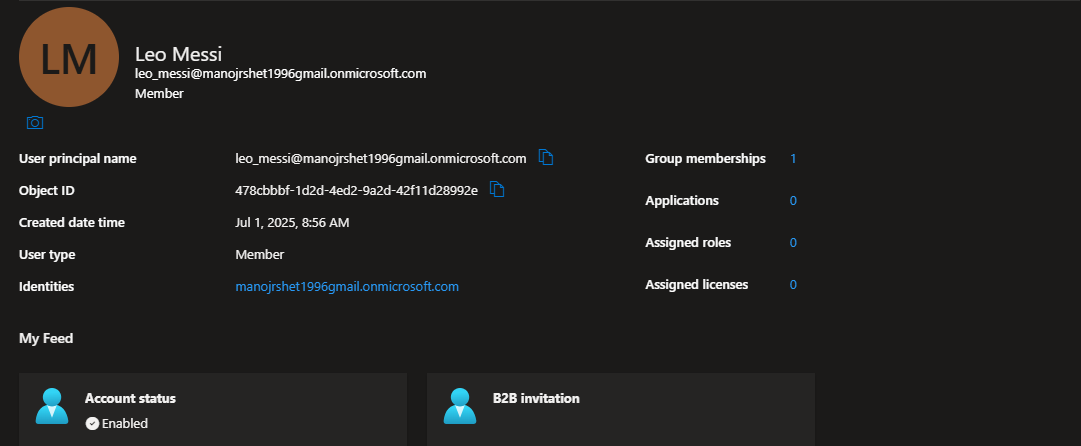 LM
Leo Messi
leo_messi@manojrshet1996gmail.onmicrosoft.com
Member
User principal name
leo_messi@manojrshet1996gmail.onmicrosoft.com
Group memberships
1
Object ID
478cbbbf-1d2d-4ed2-9a2d-42f11d28992e
Applications
0
Created date time
Jul 1, 2025, 8:56 AM
Assigned roles
0
User type
Member
Assigned licenses
0
Identities
manojrshet1996gmail.onmicrosoft.com
My Feed
Account status
Enabled
B2B invitation